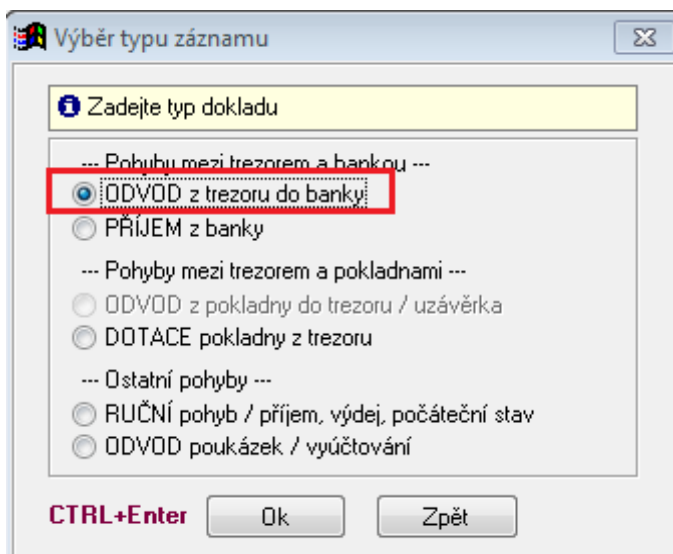 Výběr typu záznamu
Zadejte typ dokladu
--- Pohyby mezi trezorem a bankou ---
ODVOD z trezoru do banky
PŘÍJEM z banky
--- Pohyby mezi trezorem a pokladnami ---
ODVOD z pokladny do trezoru / uzávěrka
DOTACE pokladny z trezoru
--- Ostatní pohyby ---
RUČNÍ pohyb / příjem, výdej, počáteční stav
ODVOD poukázek / vyúčtování
CTRL+Enter Ok Zpět